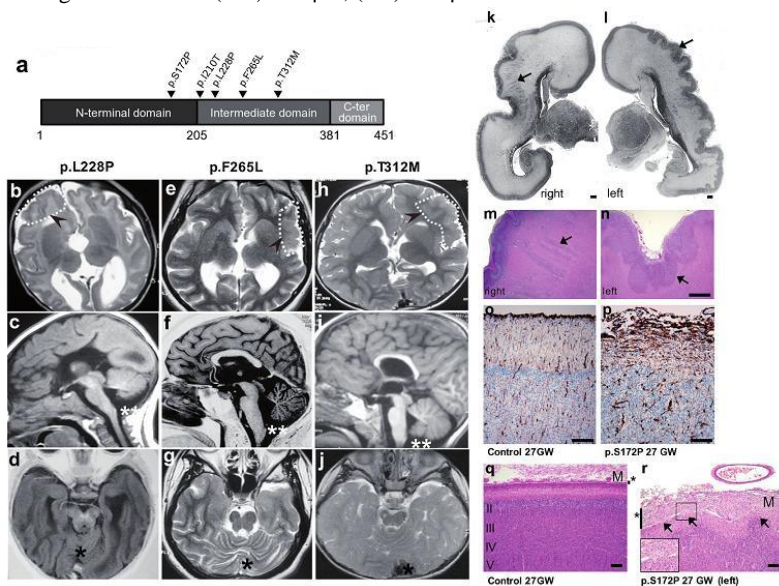 a
p.S172P
p.I210T
p.L228P
p.F265L
p.T312M
N-terminal domain
Intermediate domain
C-ter
domain
1
205
381
451
p.L228P
p.F265L
p.T312M
b
e
h
c
f
i
**
**
**
d
g
j
*
*
*
k
l
right
left
m
n
right
left
o
p
Control 27GW
p.S172P 27 GW
q
M
*
II
III
IV
V
Control 27GW
r
M
*
p.S172P 27 GW (left)